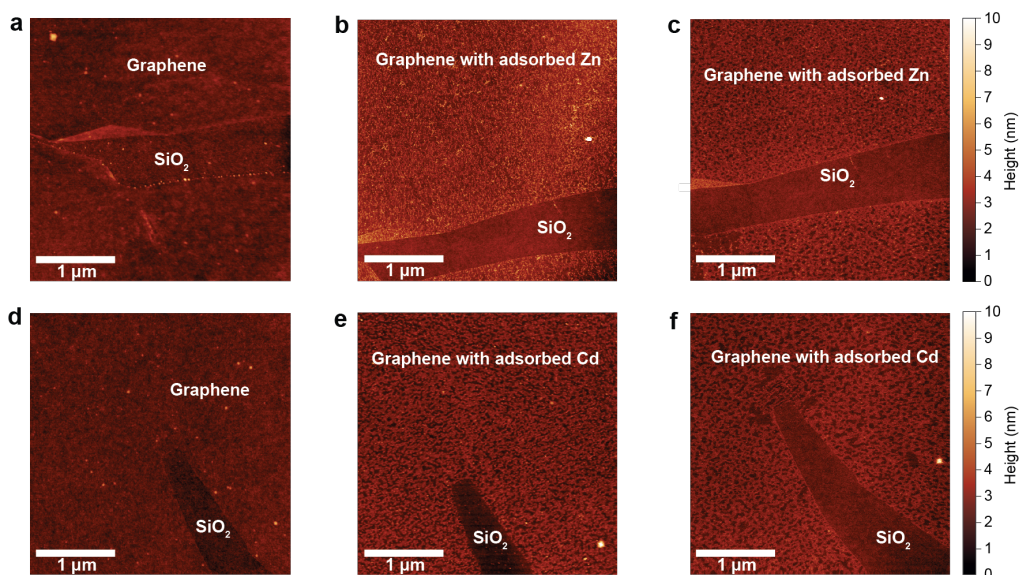 a
Graphene
SiO2
1 μm
b
Graphene with adsorbed Zn
SiO2
1 μm
c
Graphene with adsorbed Zn
SiO2
1 μm
10
9
8
7
6
5
4
3
2
1
0
Height (nm)
d
Graphene
SiO2
1 μm
e
Graphene with adsorbed Cd
SiO2
1 μm
f
Graphene with adsorbed Cd
SiO2
1 μm
10
9
8
7
6
5
4
3
2
1
0
Height (nm)